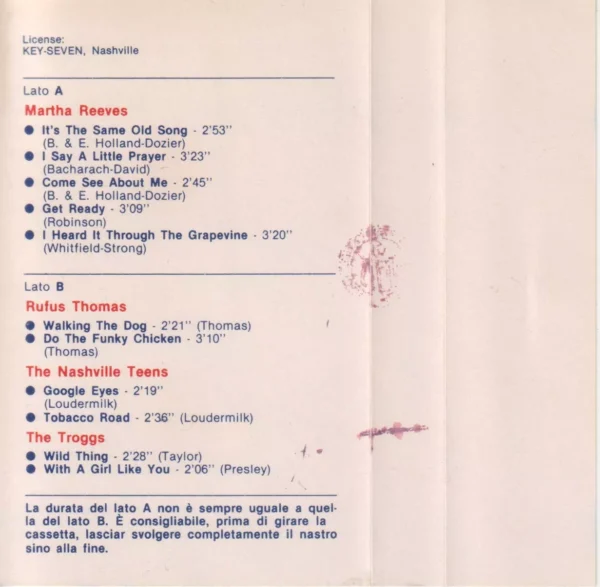 License:
KEY-SEVEN, Nashville
Lato A
Martha Reeves
● It's The Same Old Song - 2'53"
(B. & E. Holland-Dozier)
● I Say A Little Prayer - 3'23"
(Bacharach-David)
● Come See About Me - 2'45"
(B. & E. Holland-Dozier)
● Get Ready - 3'09"
(Robinson)
● I Heard It Through The Grapevine - 3'20"
(Whitfield-Strong)
Lato B
Rufus Thomas
● Walking The Dog - 2'21" (Thomas)
● Do The Funky Chicken - 3'10"
(Thomas)
The Nashville Teens
● Google Eyes - 2'19"
(Loudermilk)
● Tobacco Road - 2'36" (Loudermilk)
The Troggs
● Wild Thing - 2'28" (Taylor)
● With A Girl Like You - 2'06" (Presley)
La durata del lato A non è sempre uguale a quel-
la del lato B. È consigliabile, prima di girare la
cassetta, lasciar svolgere completamente il nastro
sino alla fine.